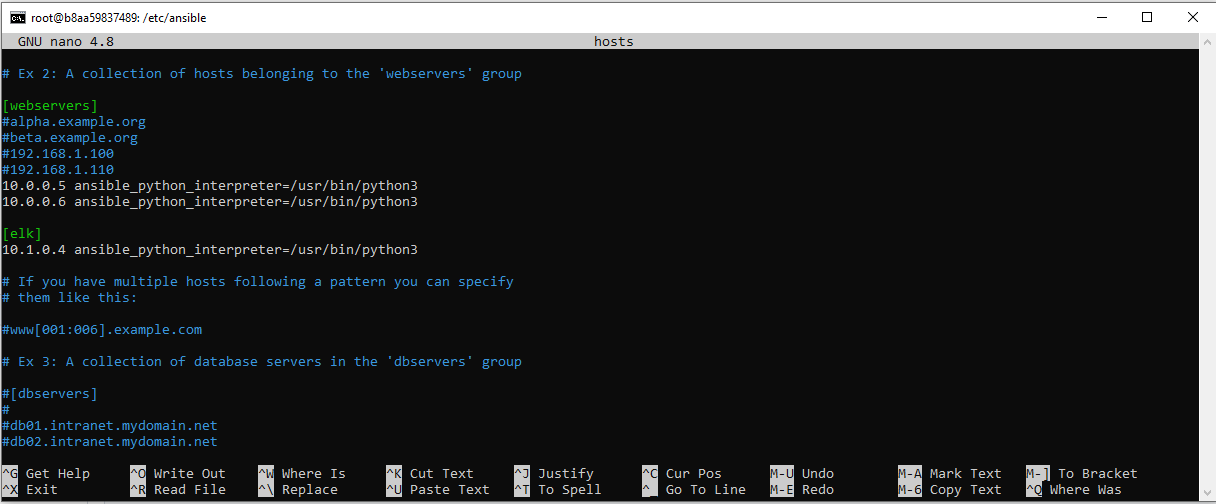 root@b8aa59837489: /etc/ansible
GNU nano 4.8 hosts
# Ex 2: A collection of hosts belonging to the 'webservers' group
[webservers]
#alpha.example.org
#beta.example.org
#192.168.1.100
#192.168.1.110
10.0.0.5 ansible_python_interpreter=/usr/bin/python3
10.0.0.6 ansible_python_interpreter=/usr/bin/python3
[elk]
10.1.0.4 ansible_python_interpreter=/usr/bin/python3
# If you have multiple hosts following a pattern you can specify
# them like this:
#www[001:006].example.com
# Ex 3: A collection of database servers in the 'dbservers' group
#[dbservers]
#
#db01.intranet.mydomain.net
#db02.intranet.mydomain.net
^G Get Help ^O Write Out ^W Where Is ^K Cut Text ^J Justify ^C Cur Pos M-U Undo M-A Mark Text M-] To Bracket
^X Exit ^R Read File ^\ Replace ^U Paste Text ^T To Spell ^_ Go To Line M-E Redo M-6 Copy Text ^Q Where Was